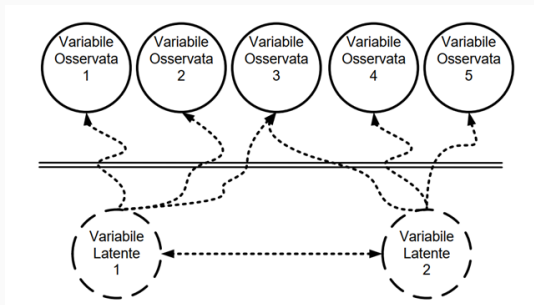 Variabile
Osservata
1
Variabile
Osservata
2
Variabile
Osservata
3
Variabile
Osservata
4
Variabile
Osservata
5
Variabile
Latente
1
Variabile
Latente
2